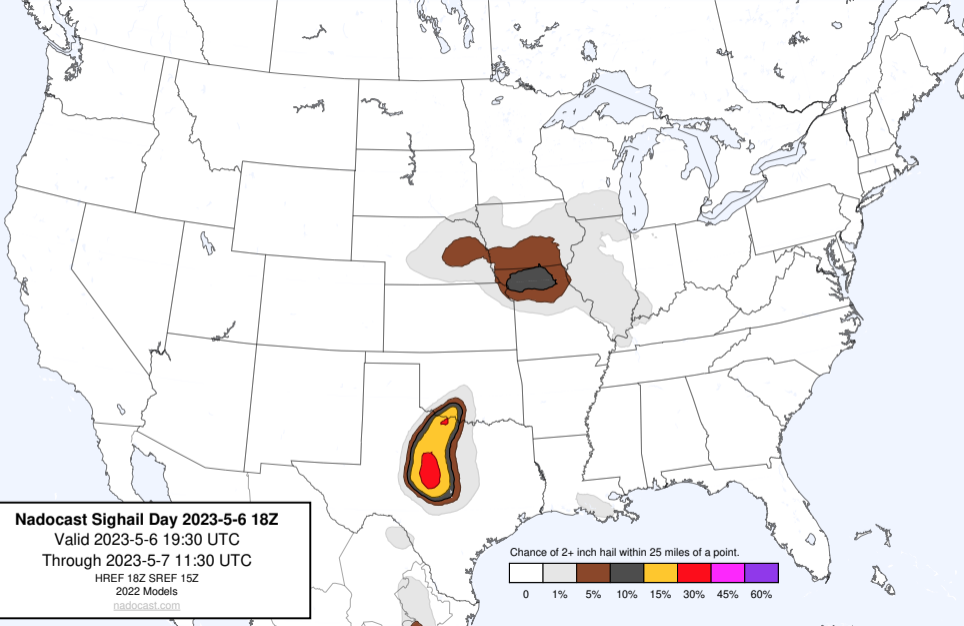 Nadocast Sighail Day 2023-5-6 18Z
Valid 2023-5-6 19:30 UTC
Through 2023-5-7 11:30 UTC
HREF 18Z SREF 15Z
2022 Models
nadocast.com
Chance of 2+ inch hail within 25 miles of a point.
0 1% 5% 10% 15% 30% 45% 60%